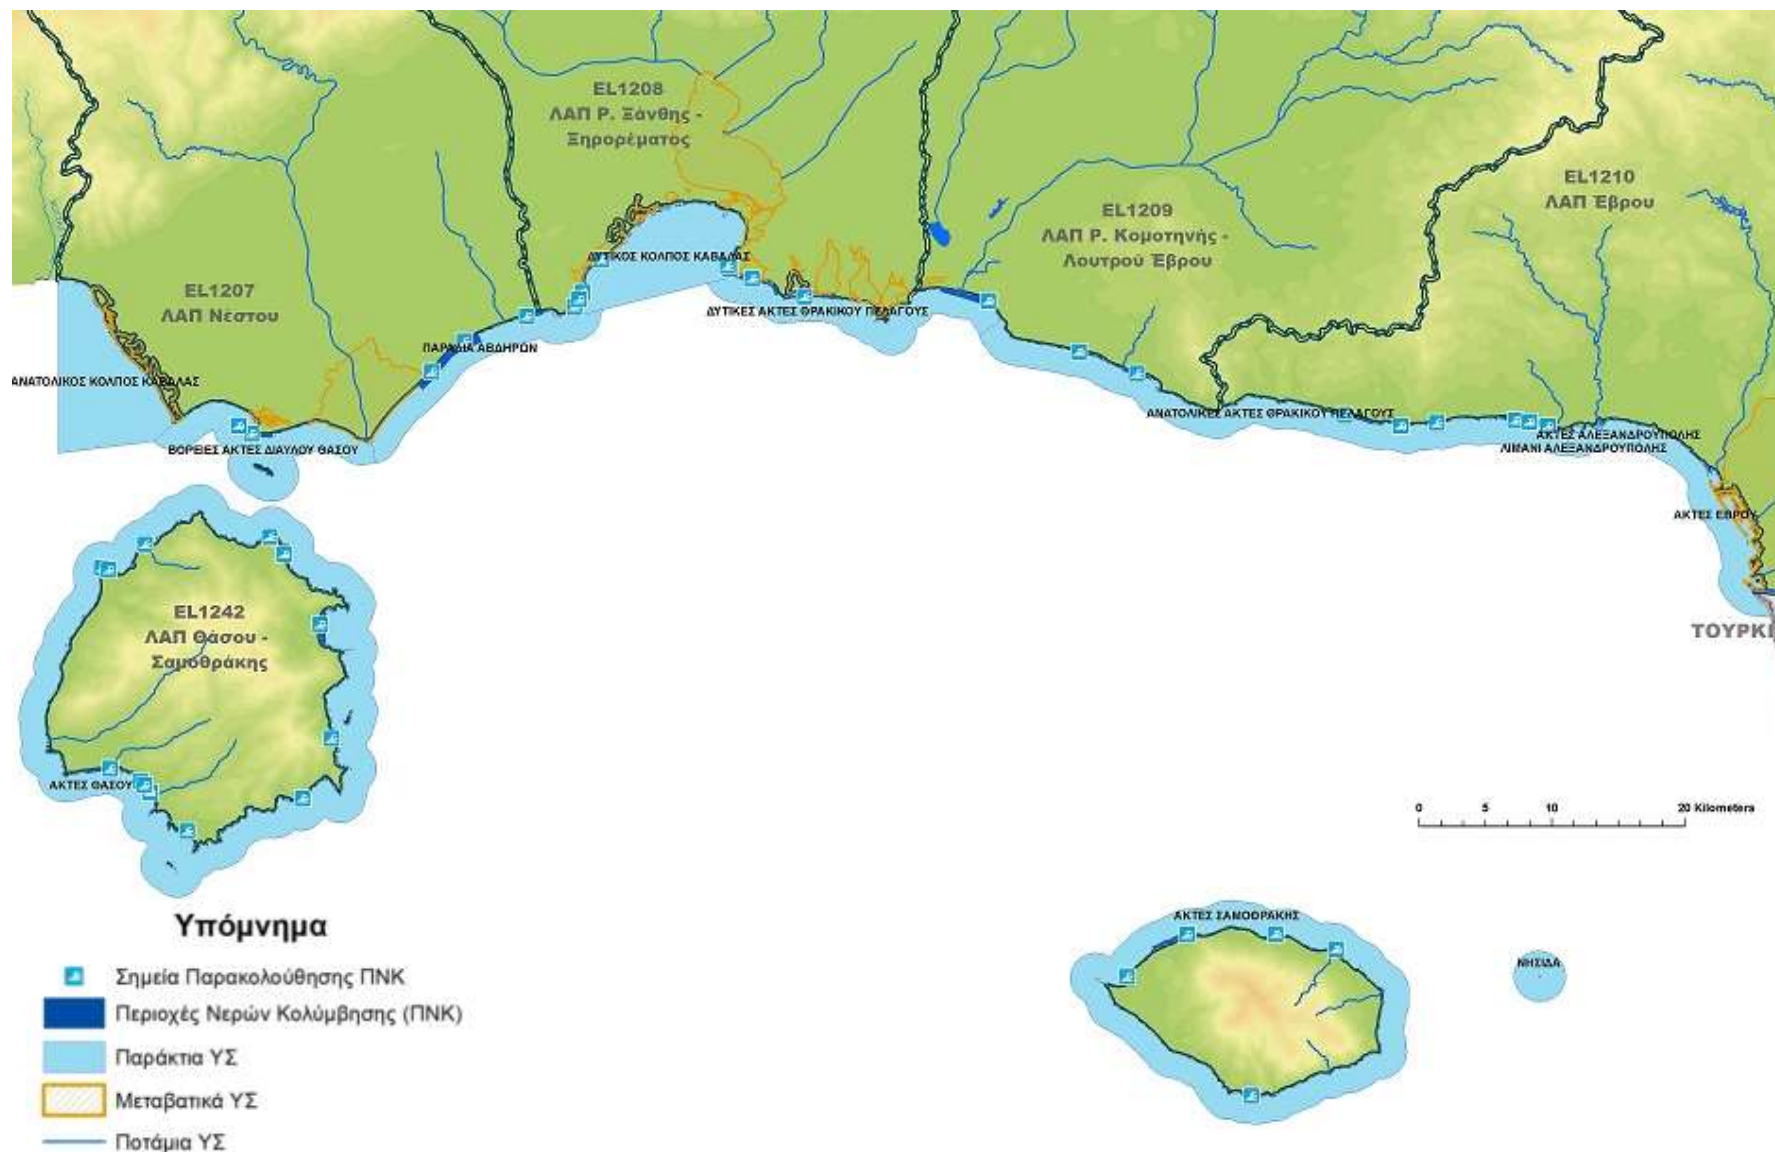 EL1208
ΛΑΠ Ρ. Ξάνθης -
Ξηρορέματος
EL1210
ΛΑΠ Έβρου
EL1209
ΛΑΠ Ρ. Κομοτηνής -
Λουτρού Έβρου
ΔΥΤΙΚΟΣ ΚΟΛΠΟΣ ΚΑΒΑΛΑΣ
EL1207
ΛΑΠ Νέστου
ΔΥΤΙΚΕΣ ΑΚΤΕΣ ΘΡΑΚΙΚΟΥ ΠΕΛΑΓΟΥΣ
ΠΑΡΑΛΙΑ ΑΒΔΗΡΩΝ
ΑΝΑΤΟΛΙΚΟΣ ΚΟΛΠΟΣ ΚΑΒΑΛΑΣ
ΑΝΑΤΟΛΙΚΕΣ ΑΚΤΕΣ ΘΡΑΚΙΚΟΥ ΠΕΛΑΓΟΥΣ
ΑΚΤΕΣ ΑΛΕΞΑΝΔΡΟΥΠΟΛΗΣ
ΛΙΜΑΝΙ ΑΛΕΞΑΝΔΡΟΥΠΟΛΗΣ
ΒΟΡΕΙΕΣ ΑΚΤΕΣ ΔΙΑΥΛΟΥ ΘΑΣΟΥ
ΑΚΤΕΣ ΕΒΡΟΥ
EL1242
ΛΑΠ Θάσου -
Σαμοθράκης
ΤΟΥΡΚΙ
ΑΚΤΕΣ ΘΑΣΟΥ
0 5 10 20 Kilometers
ΑΚΤΕΣ ΣΑΜΟΘΡΑΚΗΣ
ΝΗΣΙΔΑ
Υπόμνημα
Σημεία Παρακολούθησης ΠΝΚ
Περιοχές Νερών Κολύμβησης (ΠΝΚ)
Παράκτια ΥΣ
Μεταβατικά ΥΣ
Ποτάμια ΥΣ